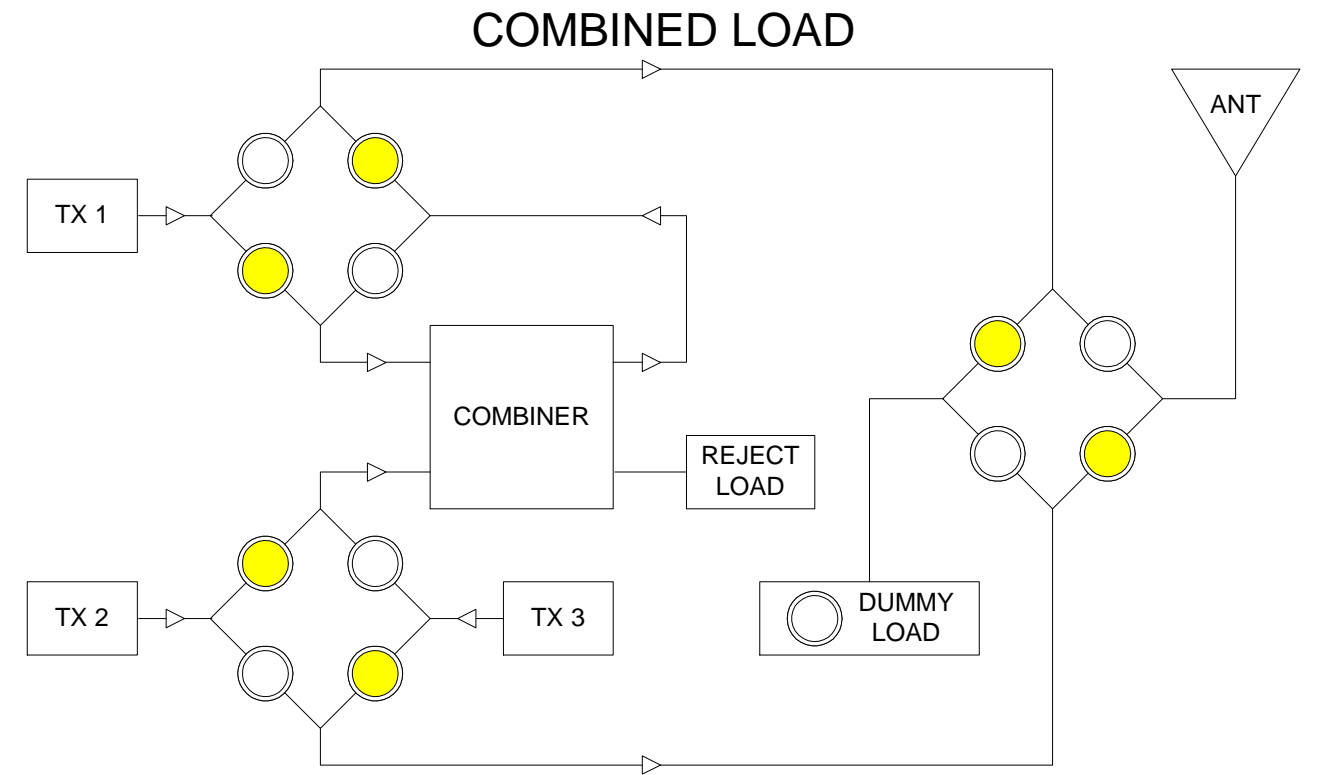 COMBINED LOAD
ANT
TX 1
COMBINER
REJECT
LOAD
TX 2
TX 3
DUMMY
LOAD